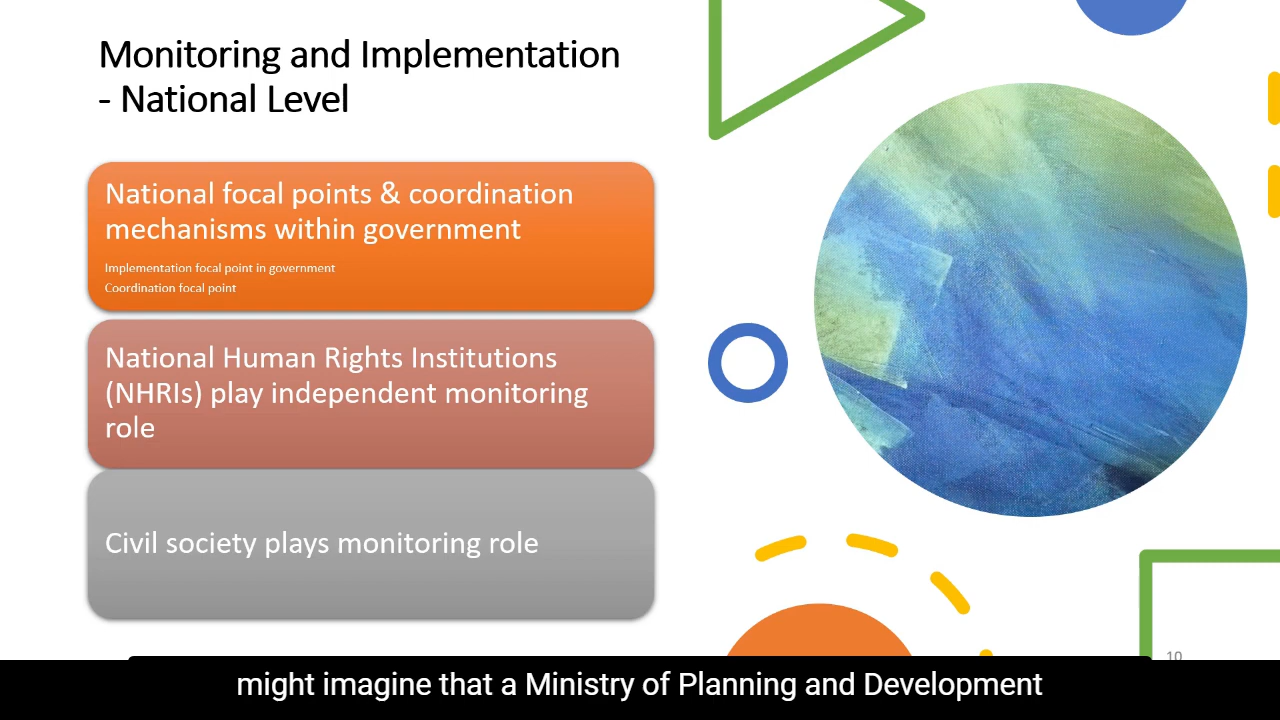 Monitoring and Implementation
- National Level
National focal points & coordination
mechanisms within government
Implementation focal point in government
Coordination focal point
National Human Rights Institutions
(NHRIs) play independent monitoring
role
Civil society plays monitoring role
10
might imagine that a Ministry of Planning and Development